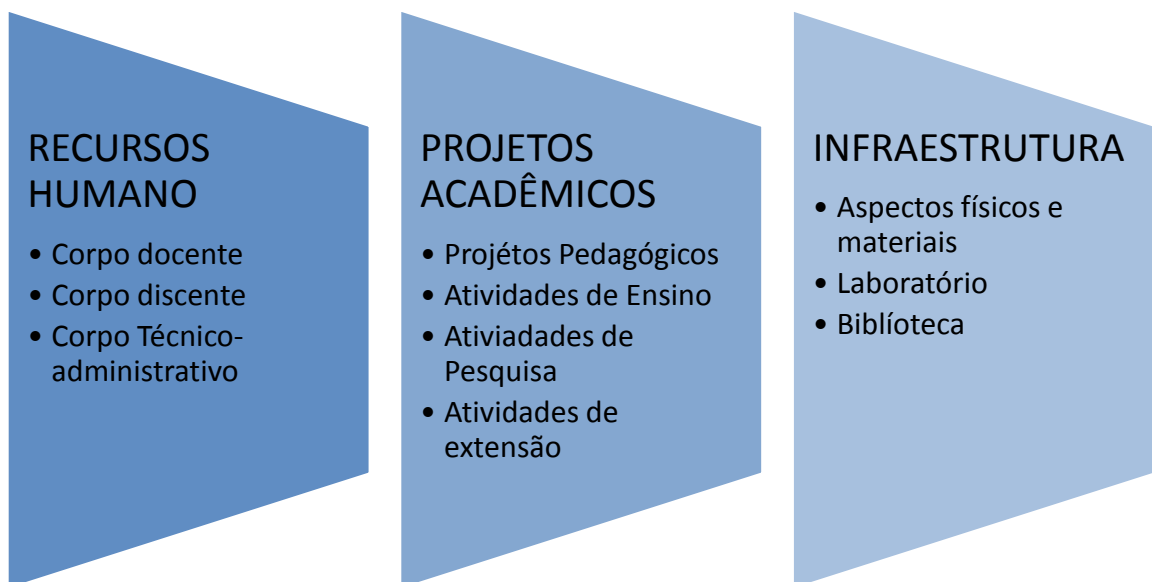 RECURSOS
HUMANO
• Corpo docente
• Corpo discente
• Corpo Técnico-
administrativo
PROJETOS
ACADÊMICOS
• Projétos Pedagógicos
• Atividades de Ensino
• Ativiadades de
Pesquisa
• Atividades de
extensão
INFRAESTRUTURA
• Aspectos físicos e
materiais
• Laboratório
• Biblíoteca